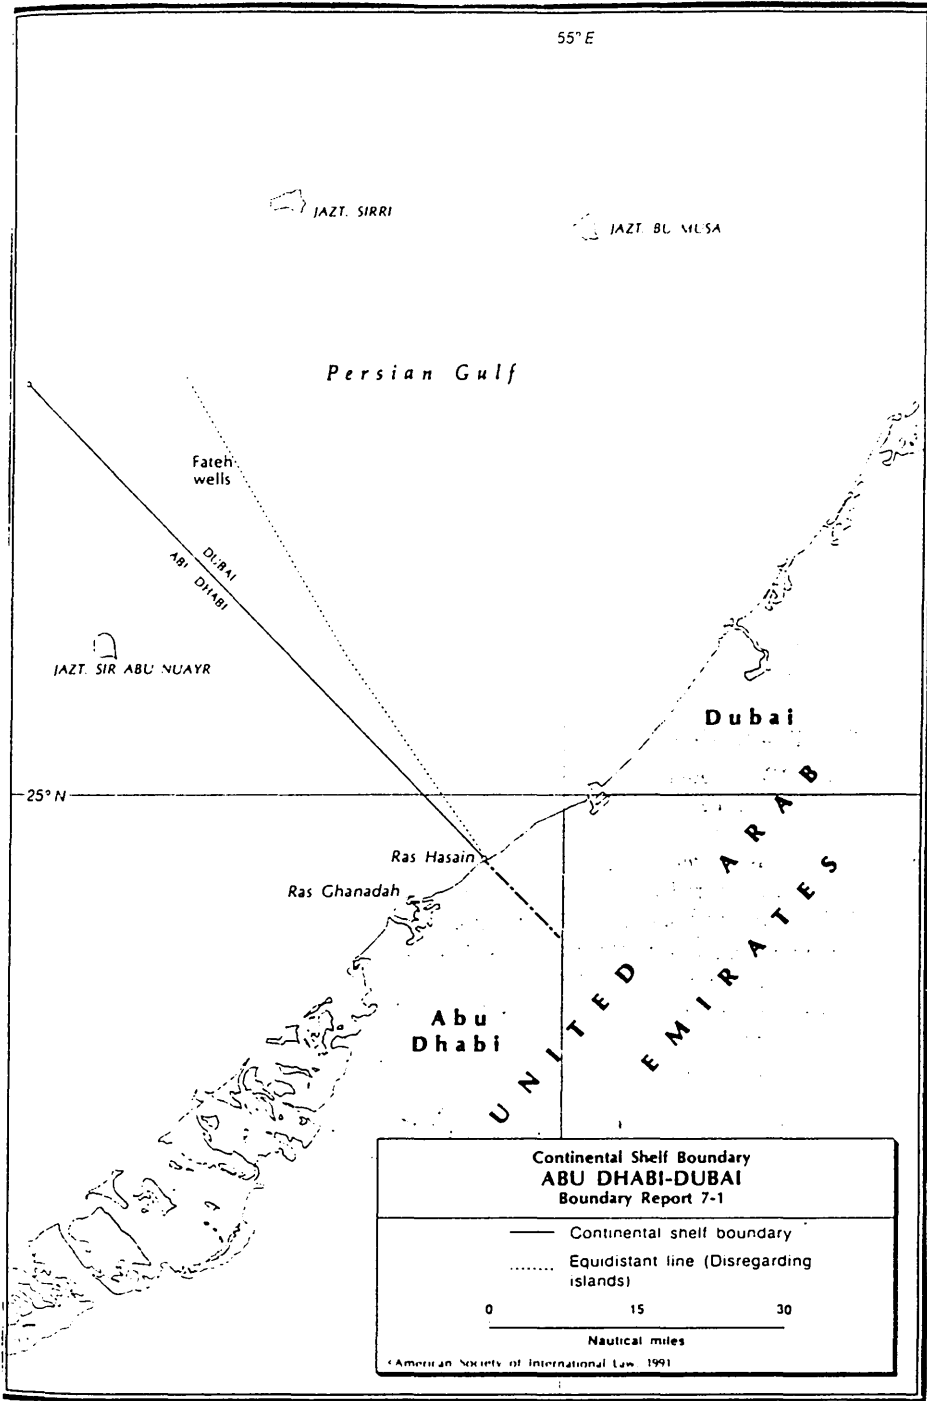 55° E
JAZT. SIRRI
JAZT. BU MUSA
Persian Gulf
Fateh
wells
DUBAI
ABI DHABI
JAZT. SIR ABU NUAYR
Dubai
25° N
Ras Hasain
Ras Ghanadah
Abu
Dhabi
UNITED ARAB
EMIRATES
Continental Shelf Boundary
ABU DHABI-DUBAI
Boundary Report 7-1
Continental shelf boundary
Equidistant line (Disregarding
islands)
0 15 30
Nautical miles
American Society of International Law, 1991